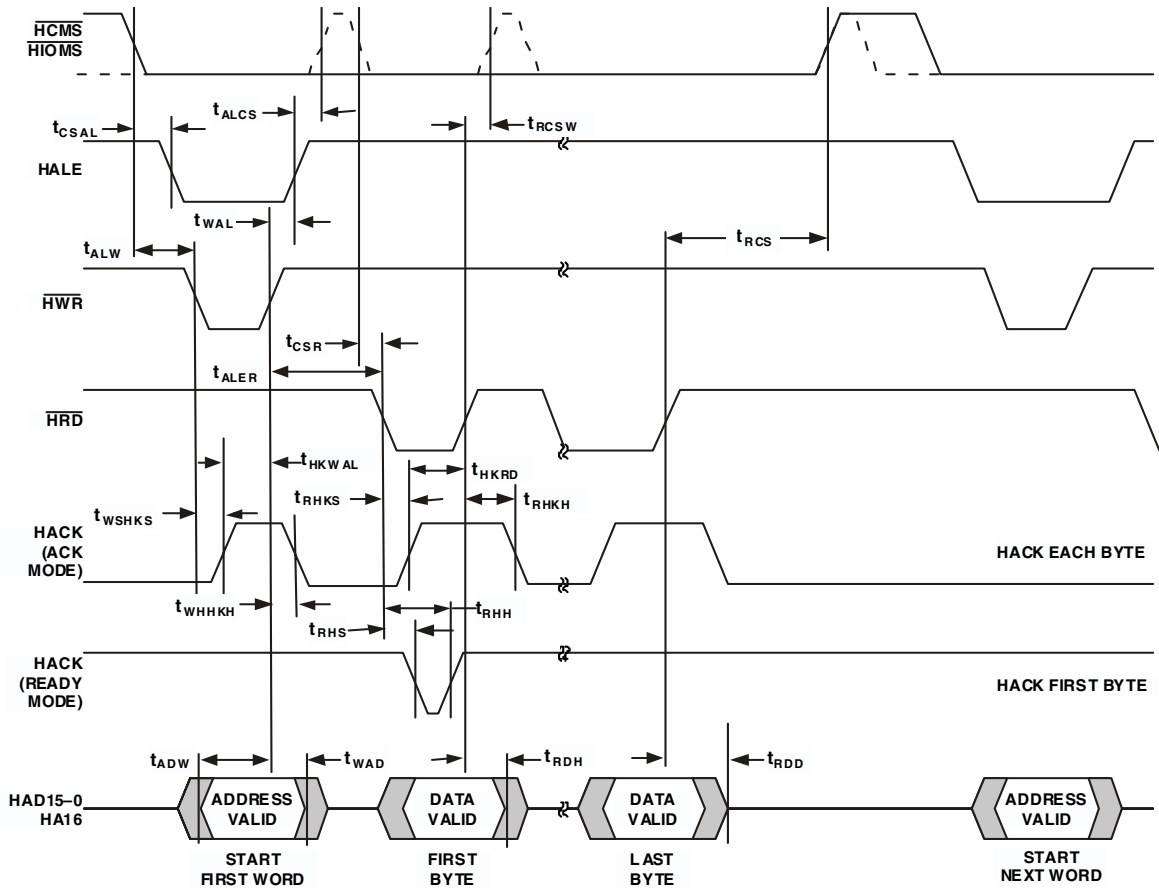 HCMS
HIOMS
tALCS
tCSAL
tRCSW
HALE
tWAL
tALW
tRCS
HWR
tCSR
tALER
HRD
tHKWAL
tHKRD
tRHKS
tRHKH
tWSHKS
HACK
(ACK
MODE)
HACK EACH BYTE
tWHHKH
tRHH
tRHS
HACK
(READY
MODE)
HACK FIRST BYTE
tADW
tWAD
tRDH
tRDD
HAD15–0
HA16
ADDRESS
VALID
DATA
VALID
DATA
VALID
ADDRESS
VALID
START
FIRST WORD
FIRST
BYTE
LAST
BYTE
START
NEXT WORD